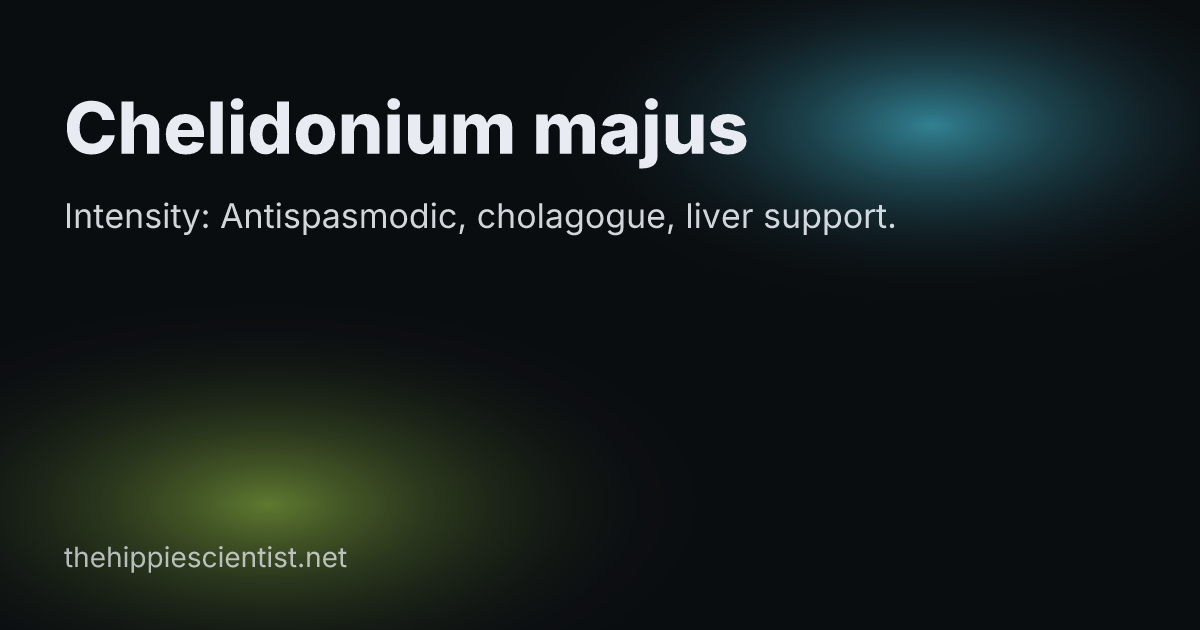 Chelidonium majus
Intensity: Antispasmodic, cholagogue, liver support.
thehippiescientist.net